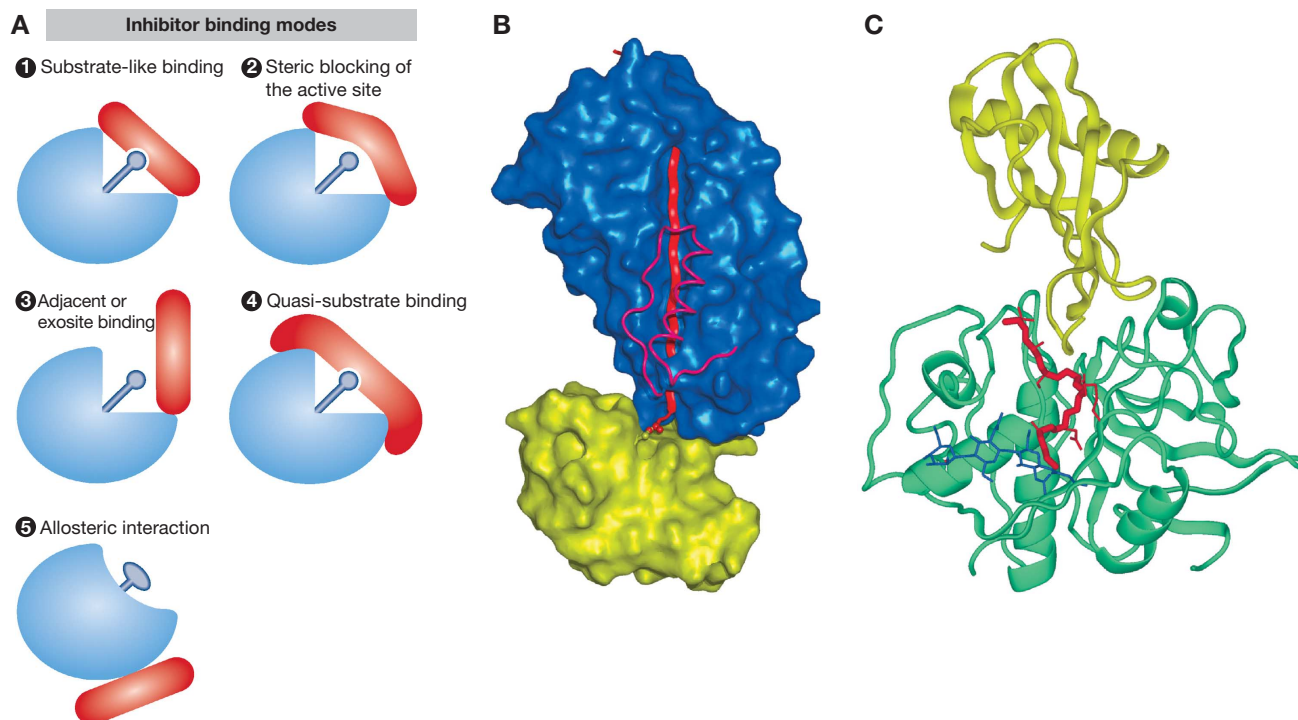 A
Inhibitor binding modes
1 Substrate-like binding
2 Steric blocking of
the active site
3 Adjacent or
exosite binding
4 Quasi-substrate binding
5 Allosteric interaction
B
C